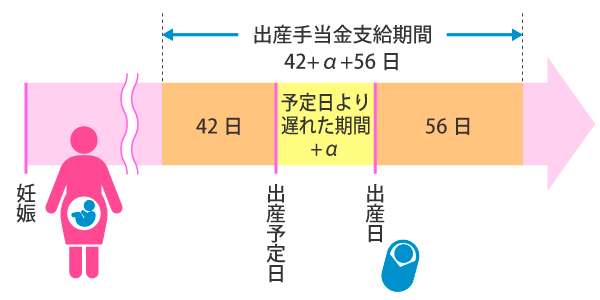 出産手当金支給期間
42+α+56 日
42 日
予定日より
遅れた期間
+α
56 日
妊娠
出産予定日
出産日